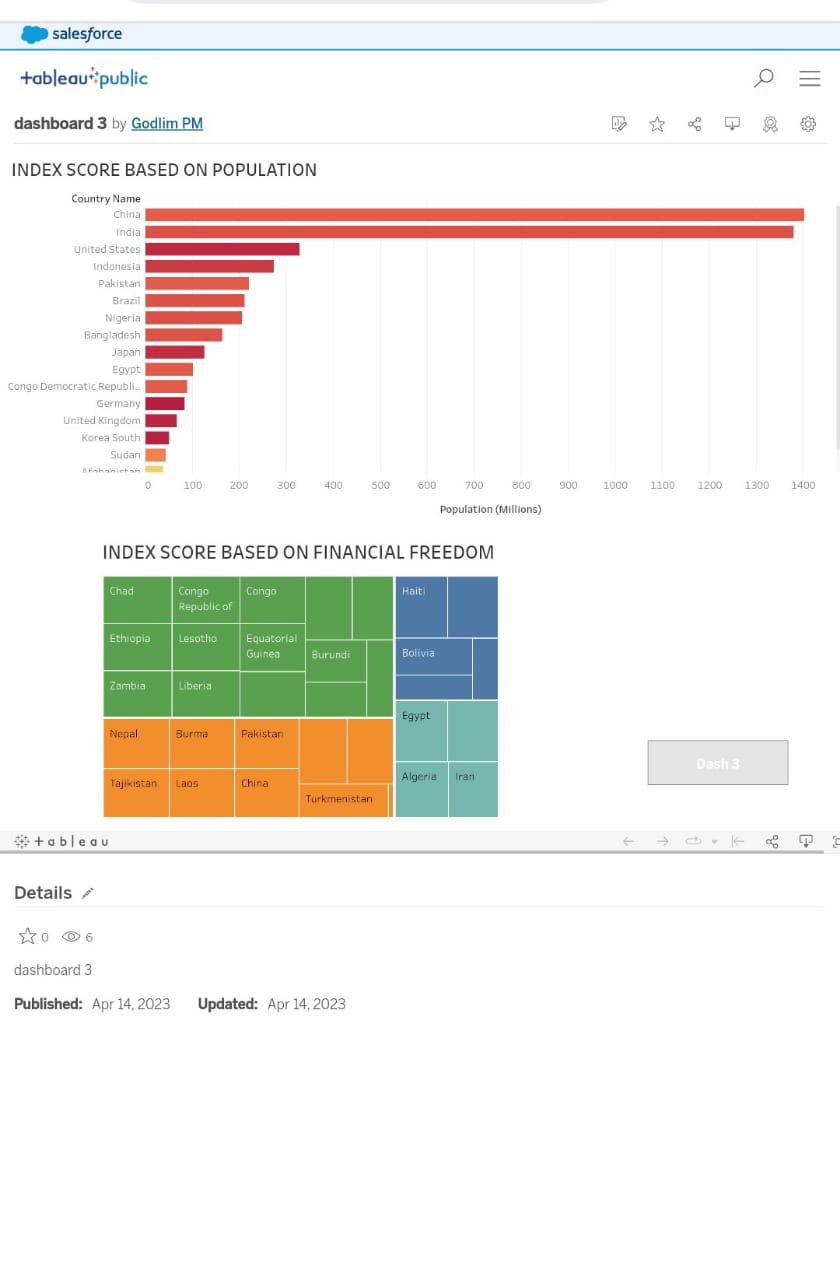 salesforce
+ableau public
dashboard 3 by Godlim PM
INDEX SCORE BASED ON POPULATION
Country Name
China
India
United States
Indonesia
Pakistan
Brazil
Nigeria
Bangladesh
Japan
Egypt
Congo Democratic Republi..
Germany
United Kingdom
Korea South
Sudan
Afghanistan
0 100 200 300 400 500 600 700 800 900 1000 1100 1200 1300 1400
Population (Millions)
INDEX SCORE BASED ON FINANCIAL FREEDOM
Chad
Congo
Republic of
Congo
Haiti
Ethiopia
Lesotho
Equatorial
Guinea
Burundi
Bolivia
Zambia
Liberia
Egypt
Nepal
Burma
Pakistan
Tajikistan
Laos
China
Turkmenistan
Algeria
Iran
Dash 3
+ a b l e a u
Details
0 6
dashboard 3
Published: Apr 14, 2023 Updated: Apr 14, 2023